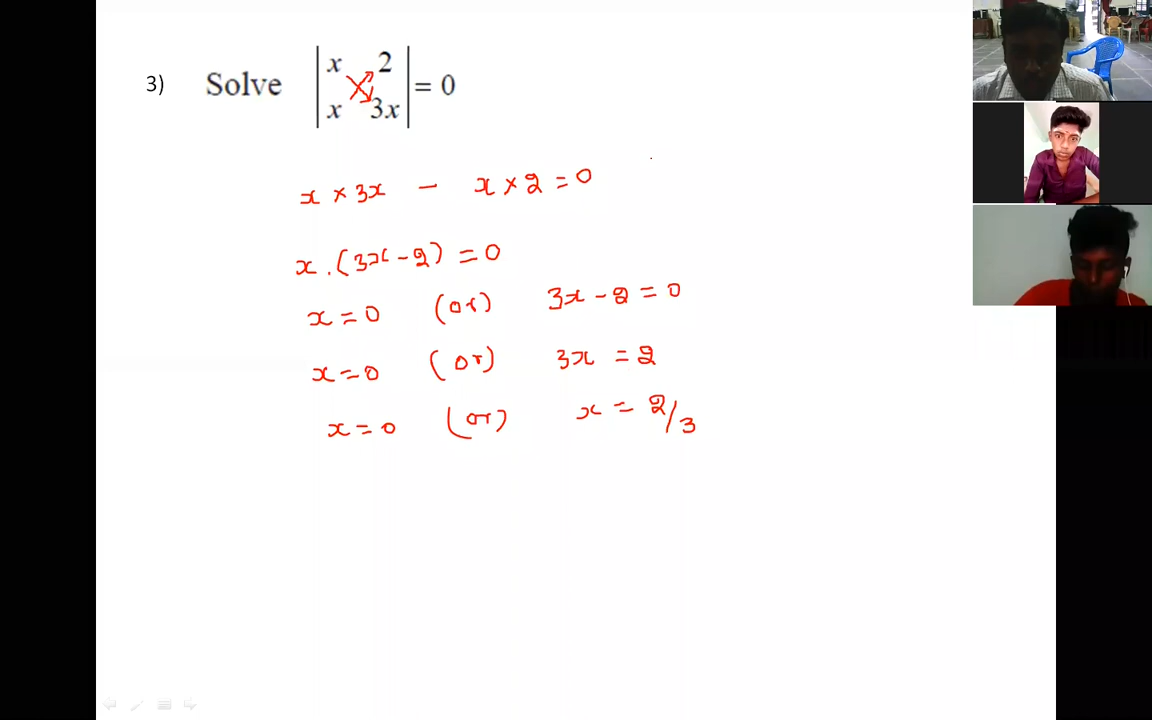 3) Solve | x 2 | = 0
| x 3x |
x × 3x - x × 2 = 0
x . (3x - 2) = 0
x = 0 (or) 3x - 2 = 0
x = 0 (or) 3x = 2
x = 0 (or) x = 2/3